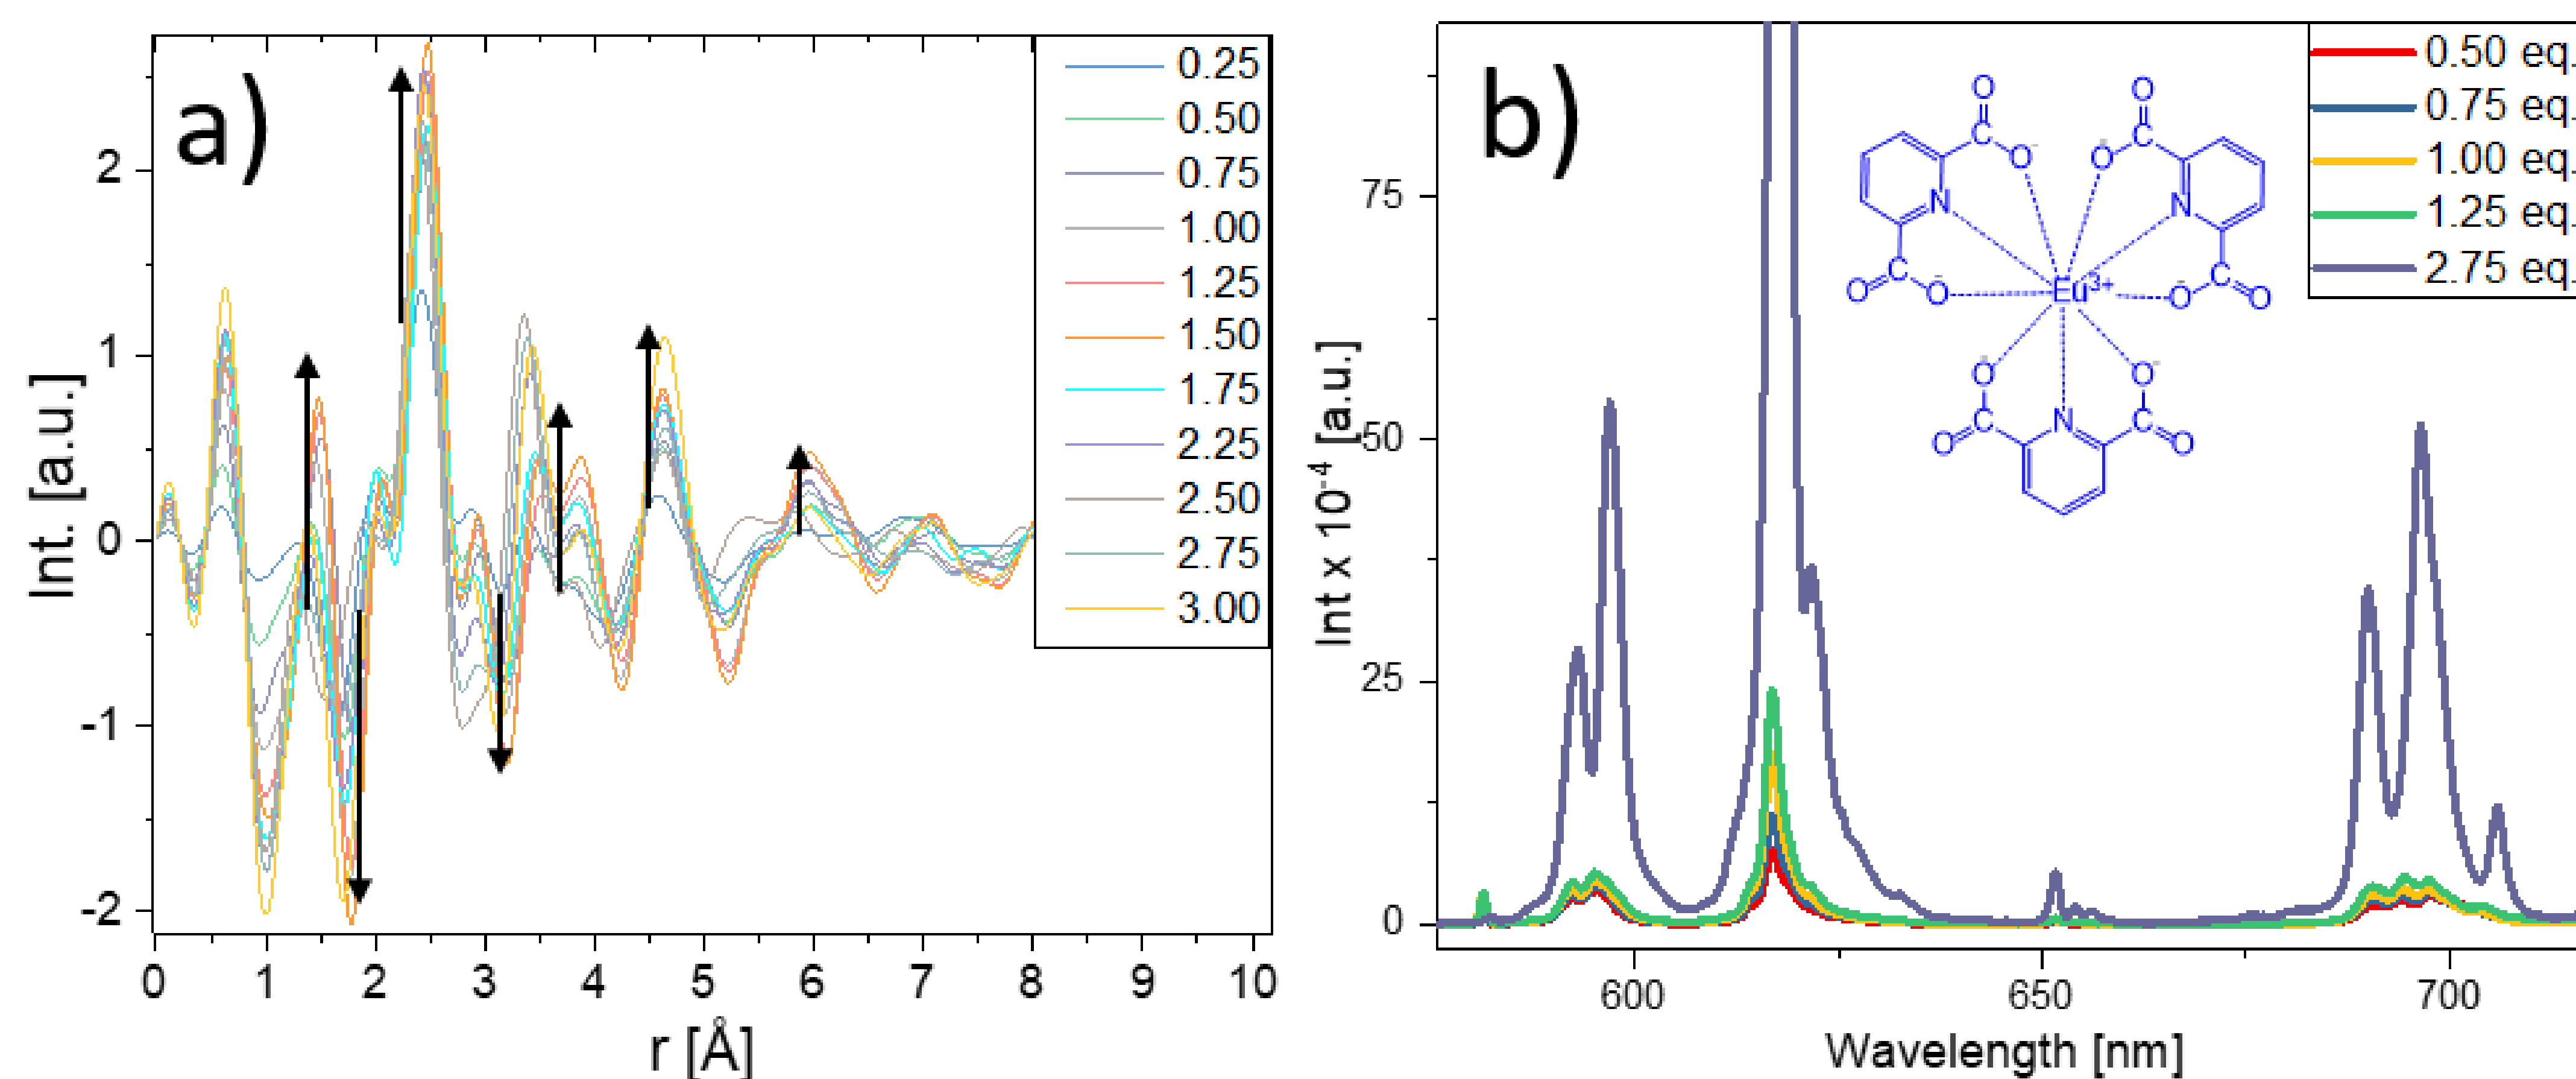 a)
Int. [a.u.]
2
1
0
-1
-2
0 1 2 3 4 5 6 7 8 9 10
r [Å]
0.25
0.50
0.75
1.00
1.25
1.50
1.75
2.25
2.50
2.75
3.00
b)
Int x 10-4 [a.u.]
75
50
25
0
600 650 700
Wavelength [nm]
0.50 eq.
0.75 eq.
1.00 eq.
1.25 eq.
2.75 eq.
O O
C C
O- O-
N N
C C
O O- Eu3+ O- O
O- O-
C N C
O O